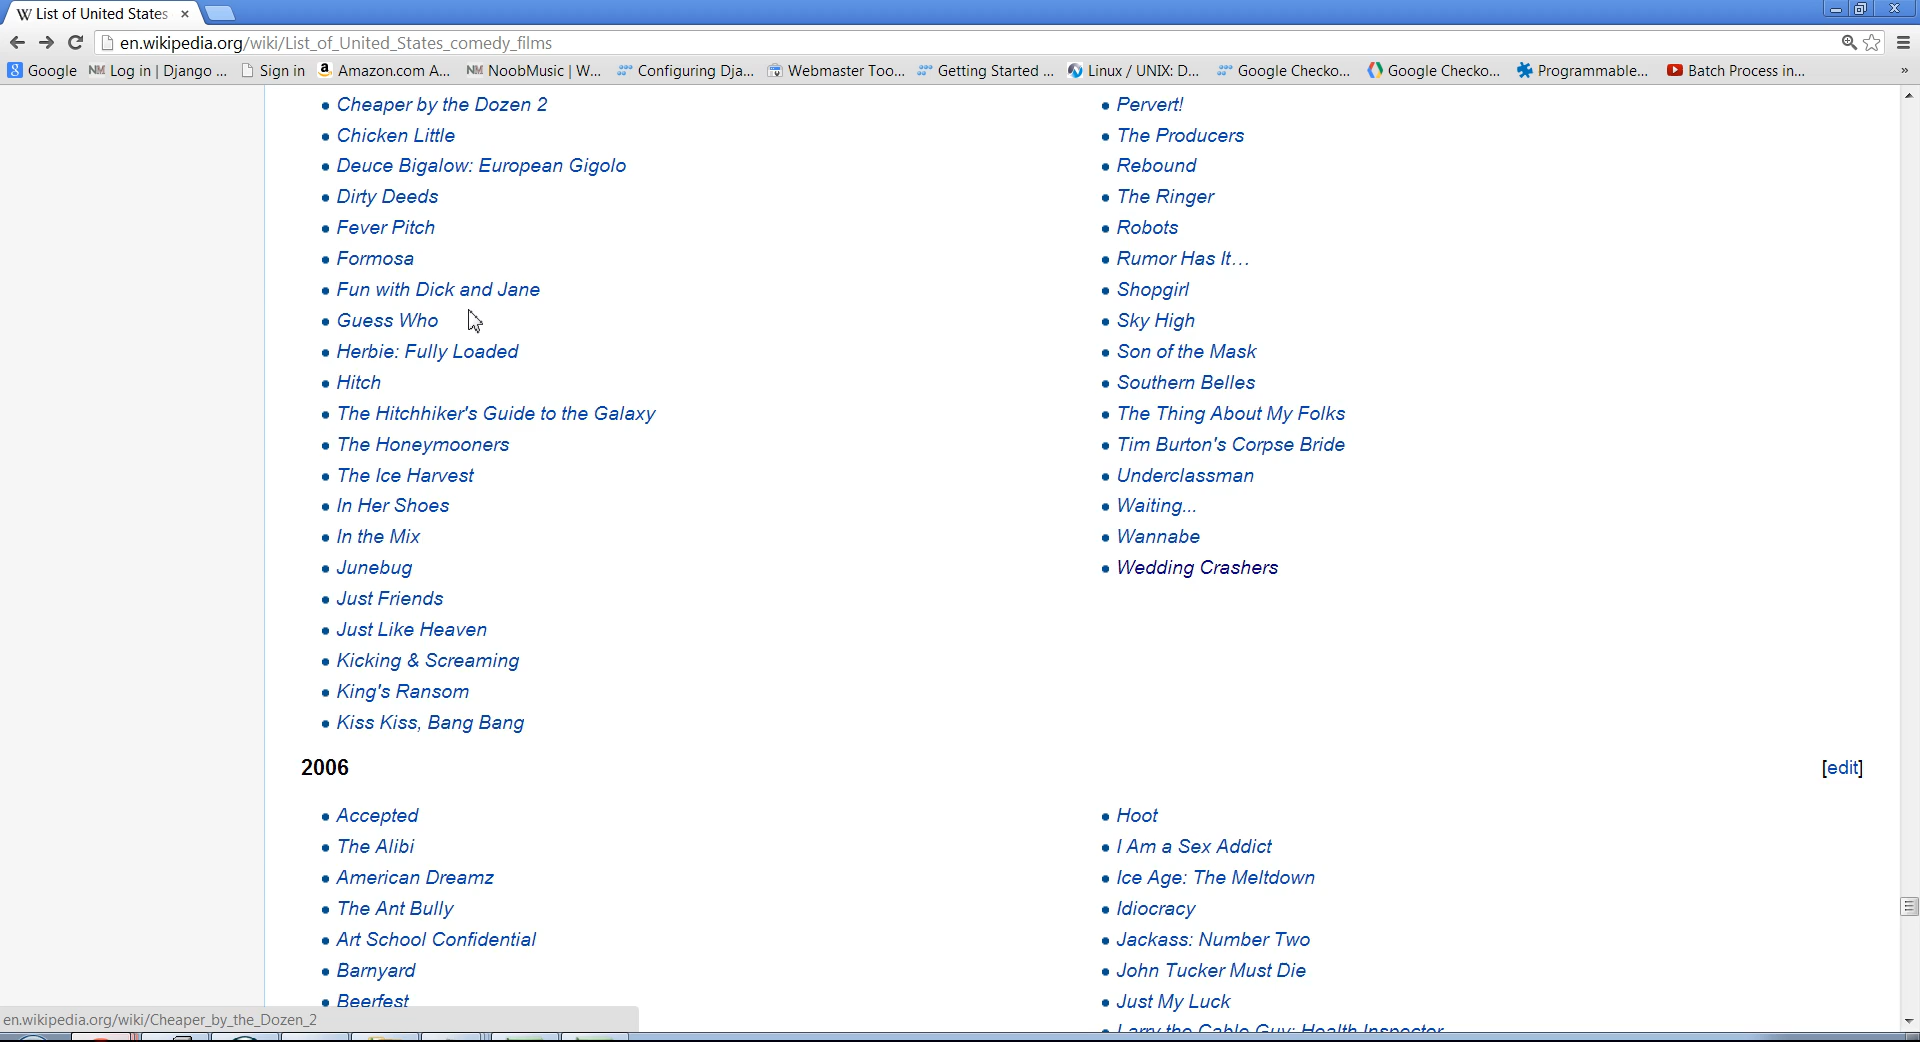 List of United States
en.wikipedia.org/wiki/List_of_United_States_comedy_films
Google
Log in | Django ...
Sign in
Amazon.com A...
NoobMusic | W...
Configuring Dja...
Webmaster Too...
Getting Started ...
Linux / UNIX: D...
Google Checko...
Google Checko...
Programmable...
Batch Process in...
»
Cheaper by the Dozen 2
Chicken Little
Deuce Bigalow: European Gigolo
Dirty Deeds
Fever Pitch
Formosa
Fun with Dick and Jane
Guess Who
Herbie: Fully Loaded
Hitch
The Hitchhiker's Guide to the Galaxy
The Honeymooners
The Ice Harvest
In Her Shoes
In the Mix
Junebug
Just Friends
Just Like Heaven
Kicking & Screaming
King's Ransom
Kiss Kiss, Bang Bang
Pervert!
The Producers
Rebound
The Ringer
Robots
Rumor Has It…
Shopgirl
Sky High
Son of the Mask
Southern Belles
The Thing About My Folks
Tim Burton's Corpse Bride
Underclassman
Waiting...
Wannabe
Wedding Crashers
2006
[edit]
Accepted
The Alibi
American Dreamz
The Ant Bully
Art School Confidential
Barnyard
Beerfest
Hoot
I Am a Sex Addict
Ice Age: The Meltdown
Idiocracy
Jackass: Number Two
John Tucker Must Die
Just My Luck
Larry the Cable Guy: Health Inspector
en.wikipedia.org/wiki/Cheaper_by_the_Dozen_2